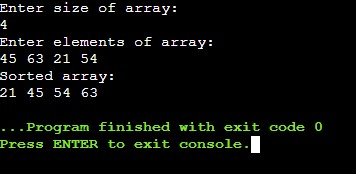 Enter size of array:
4
Enter elements of array:
45 63 21 54
Sorted array:
21 45 54 63
...Program finished with exit code 0
Press ENTER to exit console.